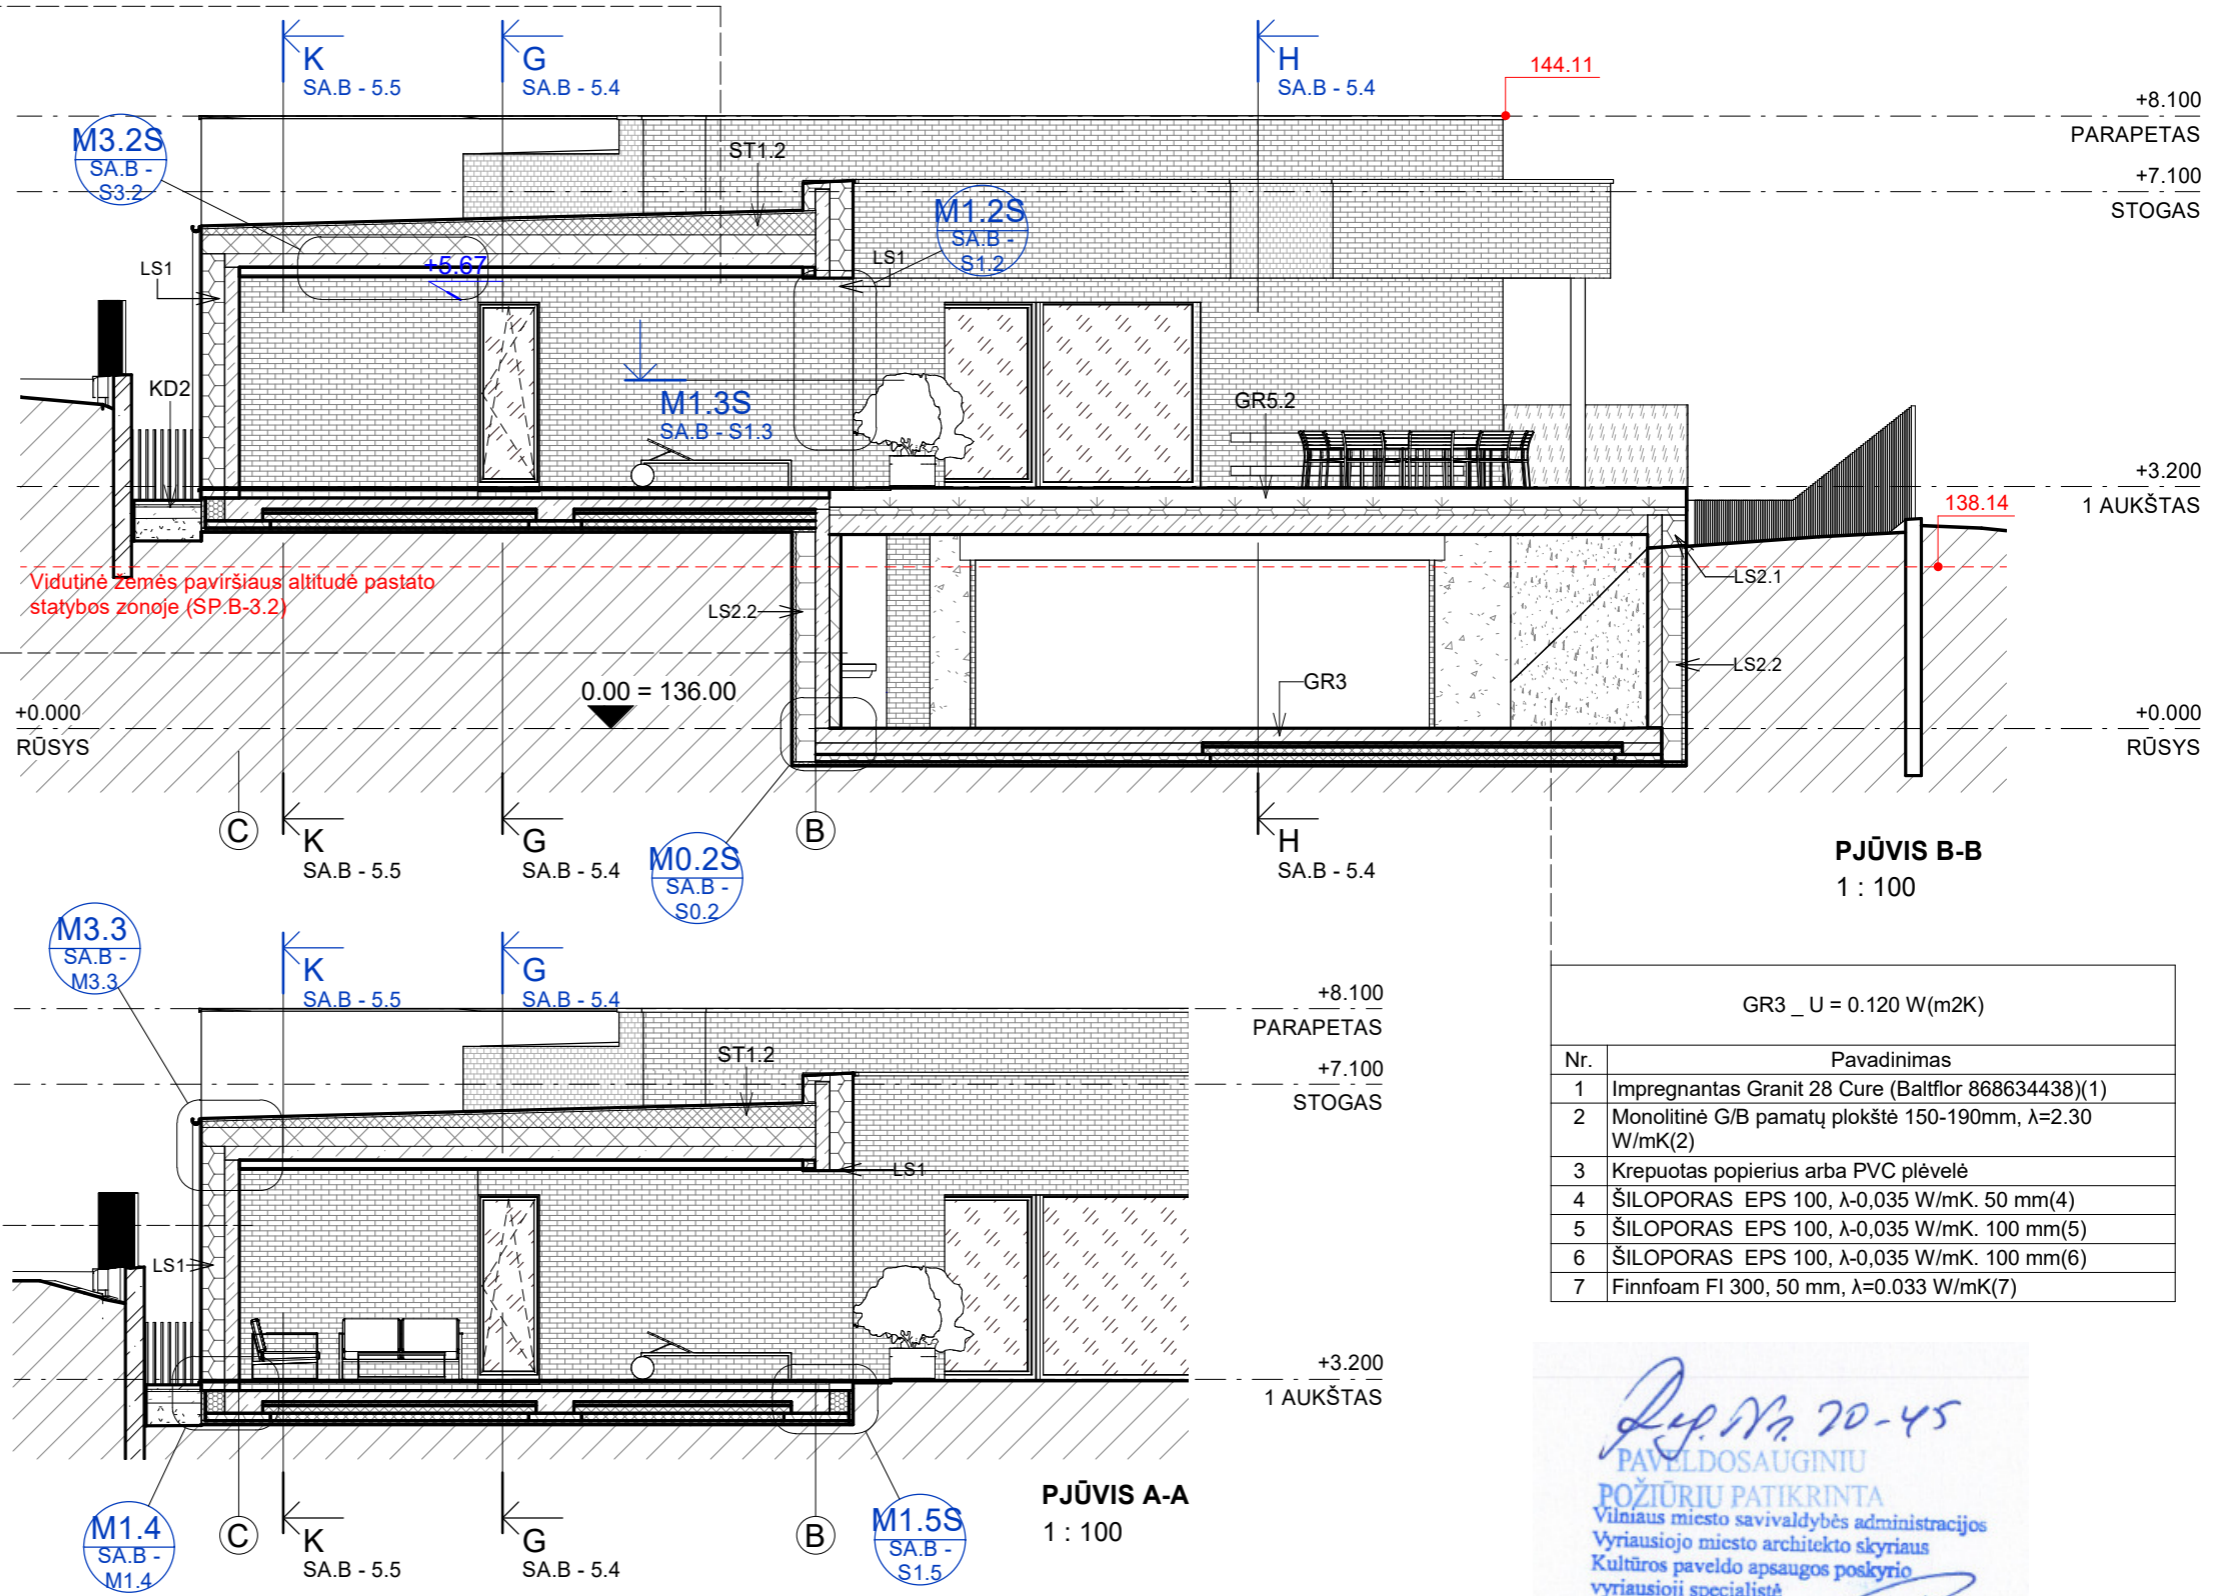 K
SA.B - 5.5
G
SA.B - 5.4
H
SA.B - 5.4
144.11
+8.100
PARAPETAS
M3.2S
SA.B -
S3.2
ST1.2
+7.100
STOGAS
M1.2S
SA.B -
S1.2
LS1
+5.67
LS1
KD2
M1.3S
SA.B - S1.3
GR5.2
+3.200
1 AUKŠTAS
138.14
Vidutinė žemės paviršiaus altitudė pastato
statybos zonoje (SP.B-3.2)
LS2.1
LS2.2
LS2.2
0.00 = 136.00
GR3
+0.000
RŪSYS
+0.000
RŪSYS
C
K
SA.B - 5.5
G
SA.B - 5.4
M0.2S
SA.B -
S0.2
B
H
SA.B - 5.4
PJŪVIS B-B
1 : 100
M3.3
SA.B -
M3.3
K
SA.B - 5.5
G
SA.B - 5.4
+8.100
PARAPETAS
ST1.2
+7.100
STOGAS
LS1
LS1
+3.200
1 AUKŠTAS
M1.4
SA.B -
M1.4
C
K
SA.B - 5.5
G
SA.B - 5.4
B
M1.5S
SA.B -
S1.5
PJŪVIS A-A
1 : 100
GR3 _ U = 0.120 W(m2K)
Nr. Pavadinimas
1 Impregnantas Granit 28 Cure (Baltflor 868634438)(1)
2 Monolitinė G/B pamatų plokštė 150-190mm, λ=2.30
W/mK(2)
3 Krepuotas popierius arba PVC plėvelė
4 ŠILOPORAS EPS 100, λ-0,035 W/mK. 50 mm(4)
5 ŠILOPORAS EPS 100, λ-0,035 W/mK. 100 mm(5)
6 ŠILOPORAS EPS 100, λ-0,035 W/mK. 100 mm(6)
7 Finnfoam FI 300, 50 mm, λ=0.033 W/mK(7)
Reg. Nr. 20-45
PAVELDOSAUGINIU
POŽIŪRIU PATIKRINTA
Vilniaus miesto savivaldybės administracijos
Vyriausiojo miesto architekto skyriaus
Kultūros paveldo apsaugos poskyrio
vyriausioji specialistė